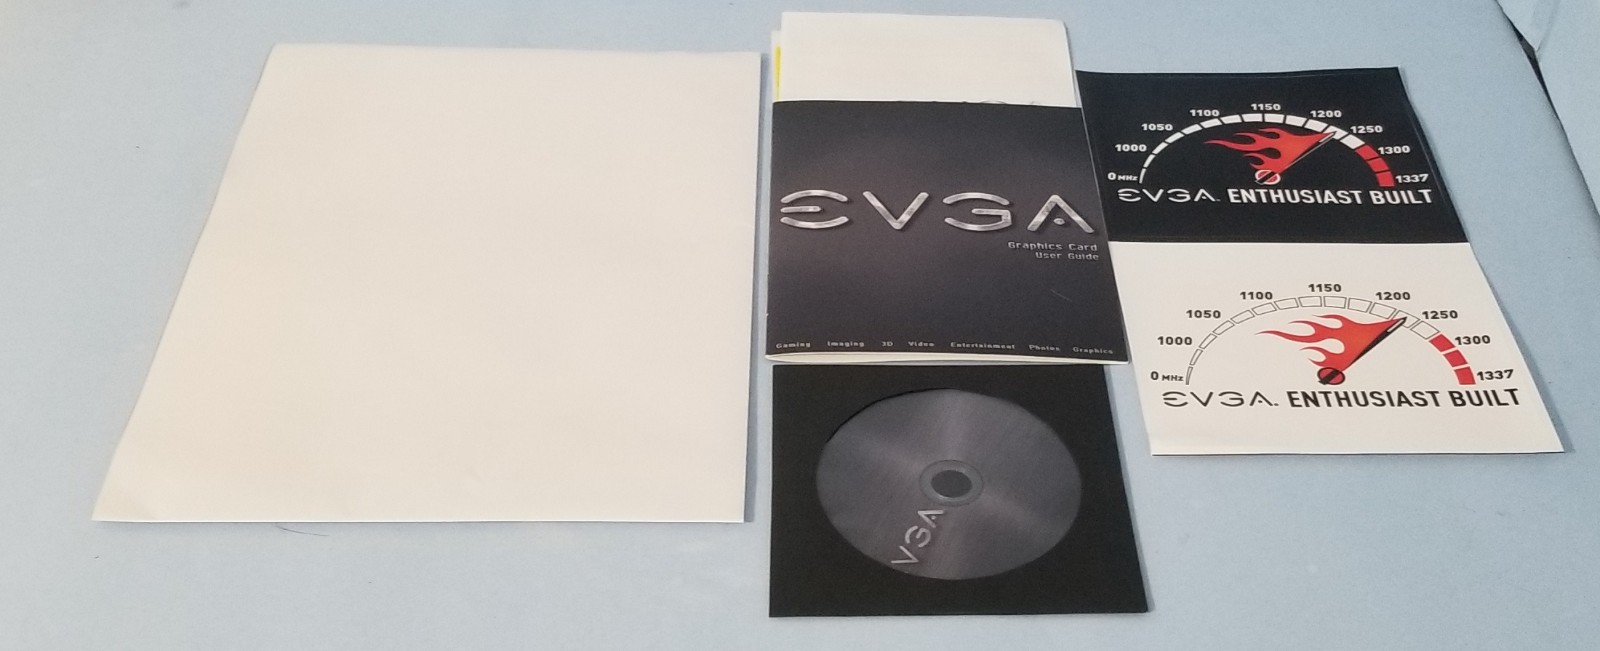 EVGA
Graphics Card
User Guide
Gaming Imaging 3D Video Entertainment Photos Graphics
VGA
0 MHz 1000 1050 1100 1150 1200 1250 1300 1337
EVGA. ENTHUSIAST BUILT
0 MHz 1000 1050 1100 1150 1200 1250 1300 1337
EVGA. ENTHUSIAST BUILT